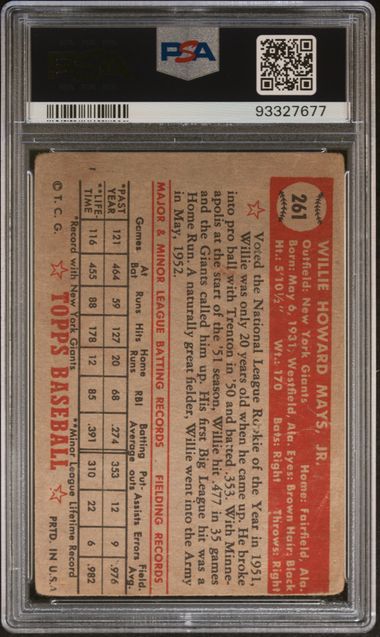 PSA
93327677
261
WILLIE HOWARD MAYS, JR.
Outfield: New York Giants Home: Fairfield, Ala.
Born: May 6, 1931, Westfield, Ala. Eyes: Brown Hair: Black
Ht.: 5'10½" Wt.: 170 Bats: Right Throws: Right
Voted the National League Rookie of the Year in 1951,
Willie was only 20 years old when he came up. He broke
into pro ball with Trenton in '50 and batted .353. With Minne-
apolis at the start of the '51 season, Willie hit .477 in 35 games
and the Giants called him up. His first Big League hit was a
Home Run. A naturally great fielder, Willie went into the Army
in May, 1952.
MAJOR & MINOR LEAGUE BATTING RECORDS FIELDING RECORDS
Games At Bat Runs Hits Home Runs RBI Batting Average Put-outs Assists Errors Field. Avg.
*PAST YEAR 121 464 59 127 20 68 .274 353 12 9 .976
**LIFE TIME 116 455 88 178 12 85 .391 310 22 6 .982
*Record with New York Giants **Minor League Lifetime Record
© T. C. G. TOPPS BASEBALL PRTD. IN U.S.A.